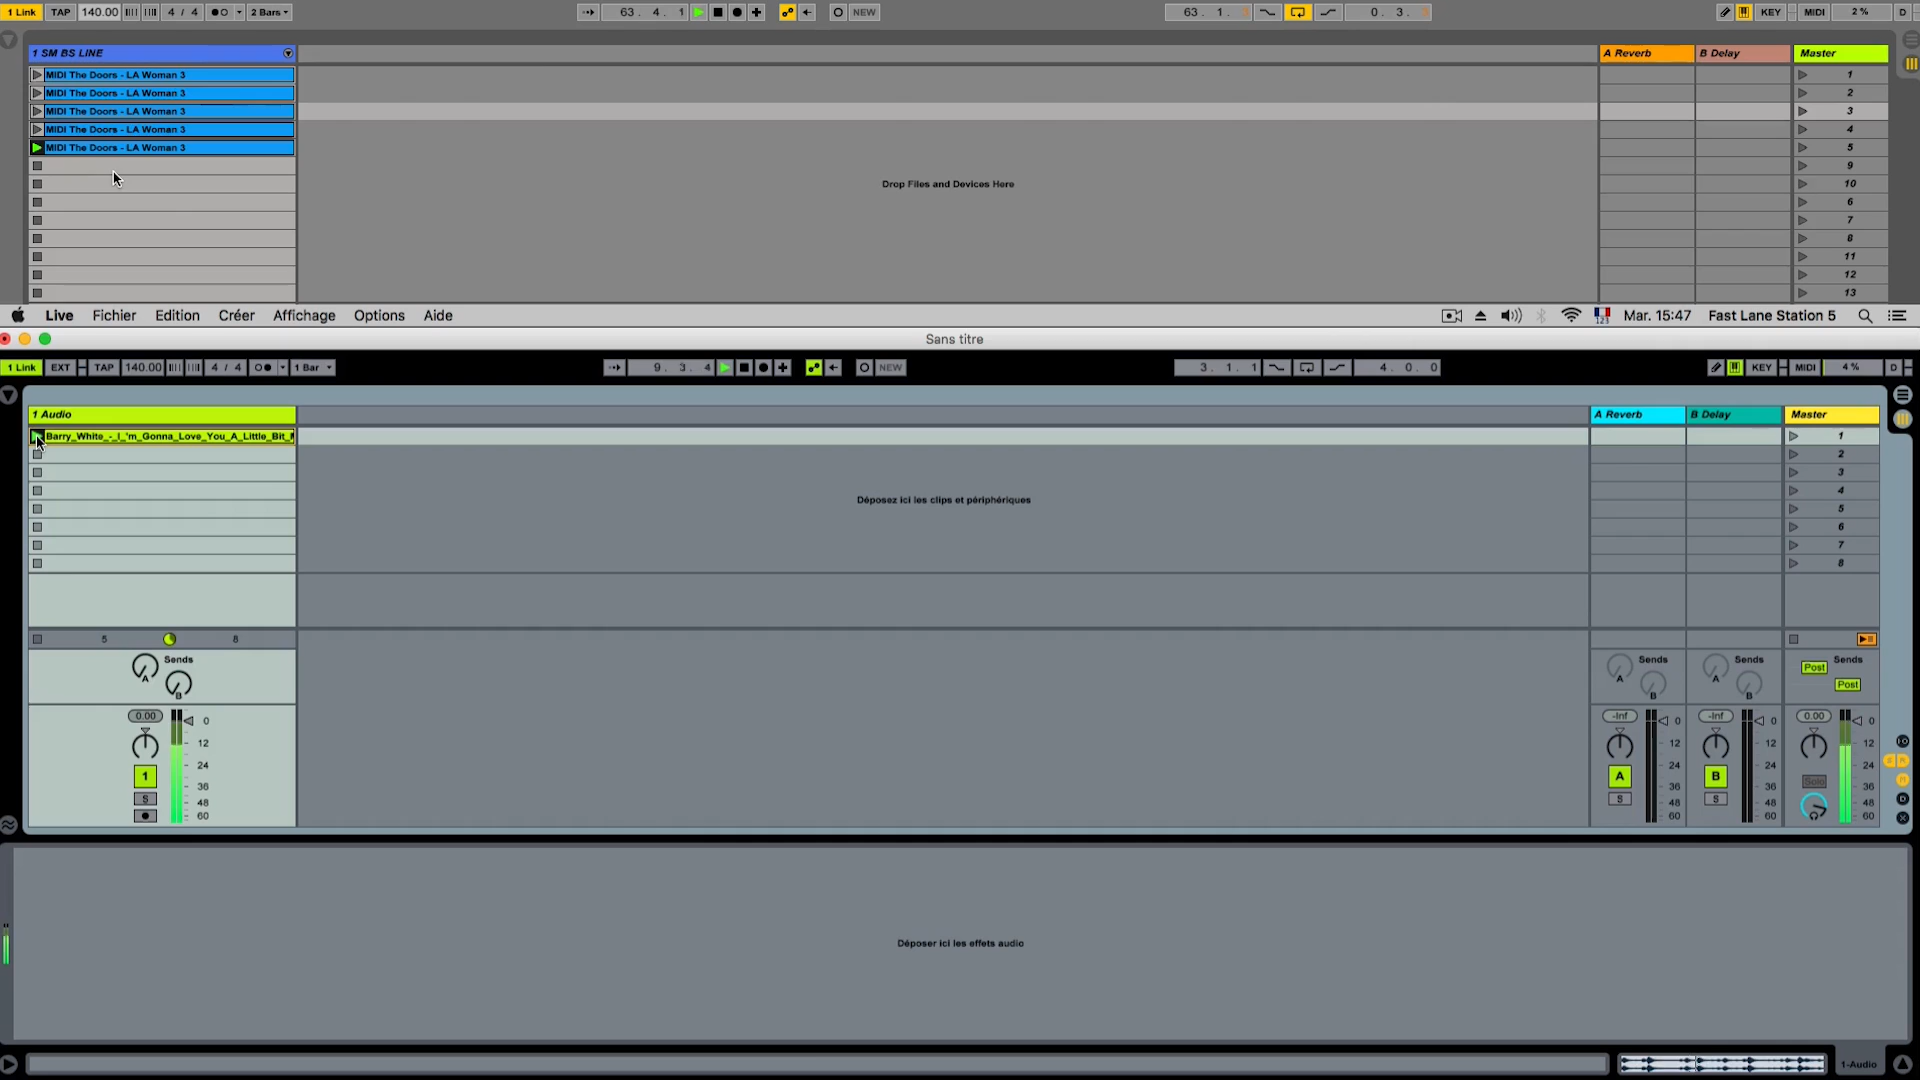 1 Link TAP 140.00 4 / 4 2 Bars 63. 4. 1 NEW 63. 1. 0. 3. KEY MIDI 2 % D
1 SM BS LINE A Reverb B Delay Master
MIDI The Doors - LA Woman 3 1
MIDI The Doors - LA Woman 3 2
MIDI The Doors - LA Woman 3 3
MIDI The Doors - LA Woman 3 4
MIDI The Doors - LA Woman 3 5
9
Drop Files and Devices Here 10
6
7
8
11
12
13
Live Fichier Edition Créer Affichage Options Aide Mar. 15:47 Fast Lane Station 5
Sans titre
1 Link EXT TAP 140.00 4 / 4 1 Bar 9. 3. 4 NEW 3. 1. 1 4. 0. 0 KEY MIDI 4 % D
1 Audio A Reverb B Delay Master
Barry_White_-_I_'m_Gonna_Love_You_A_Little_Bit_ 1
2
3
4
Déposez ici les clips et périphériques
5
6
7
8
5 8
Sends Sends Sends Post Sends
A B A B A B Post
0.00 0 -Inf 0 -Inf 0 0.00 0
12 12 12 12
24 24 24 24
1 36 A 36 B 36 Solo 36
S 48 S 48 S 48 48
60 60 60 60
Déposer ici les effets audio
1-Audio